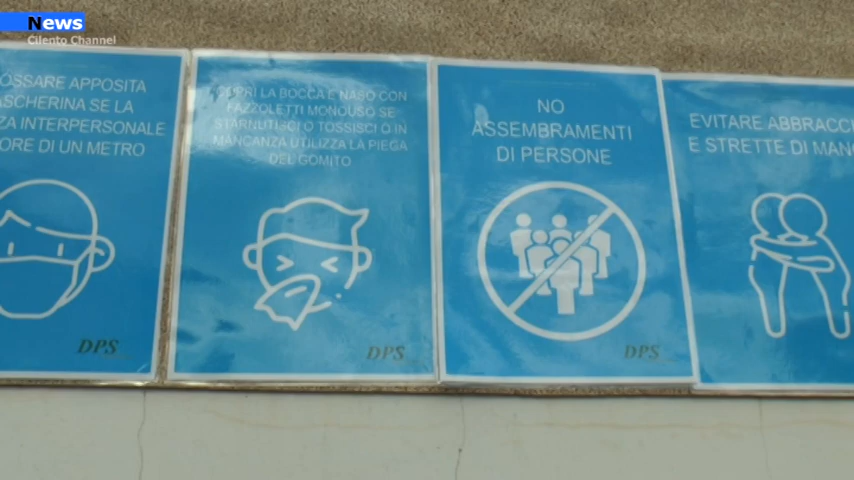 News
Cilento Channel
OSSARE APPOSITA
ASCHERINA SE LA
ZA INTERPERSONALE
ORE DI UN METRO
DPS
COPRI LA BOCCA E NASO CON
FAZZOLETTI MONOUSO SE
STARNUTISCI O TOSSISCI O IN
MANCANZA UTILIZZA LA PIEGA
DEL GOMITO
DPS
NO
ASSEMBRAMENTI
DI PERSONE
DPS
EVITARE ABBRACCI
E STRETTE DI MANO